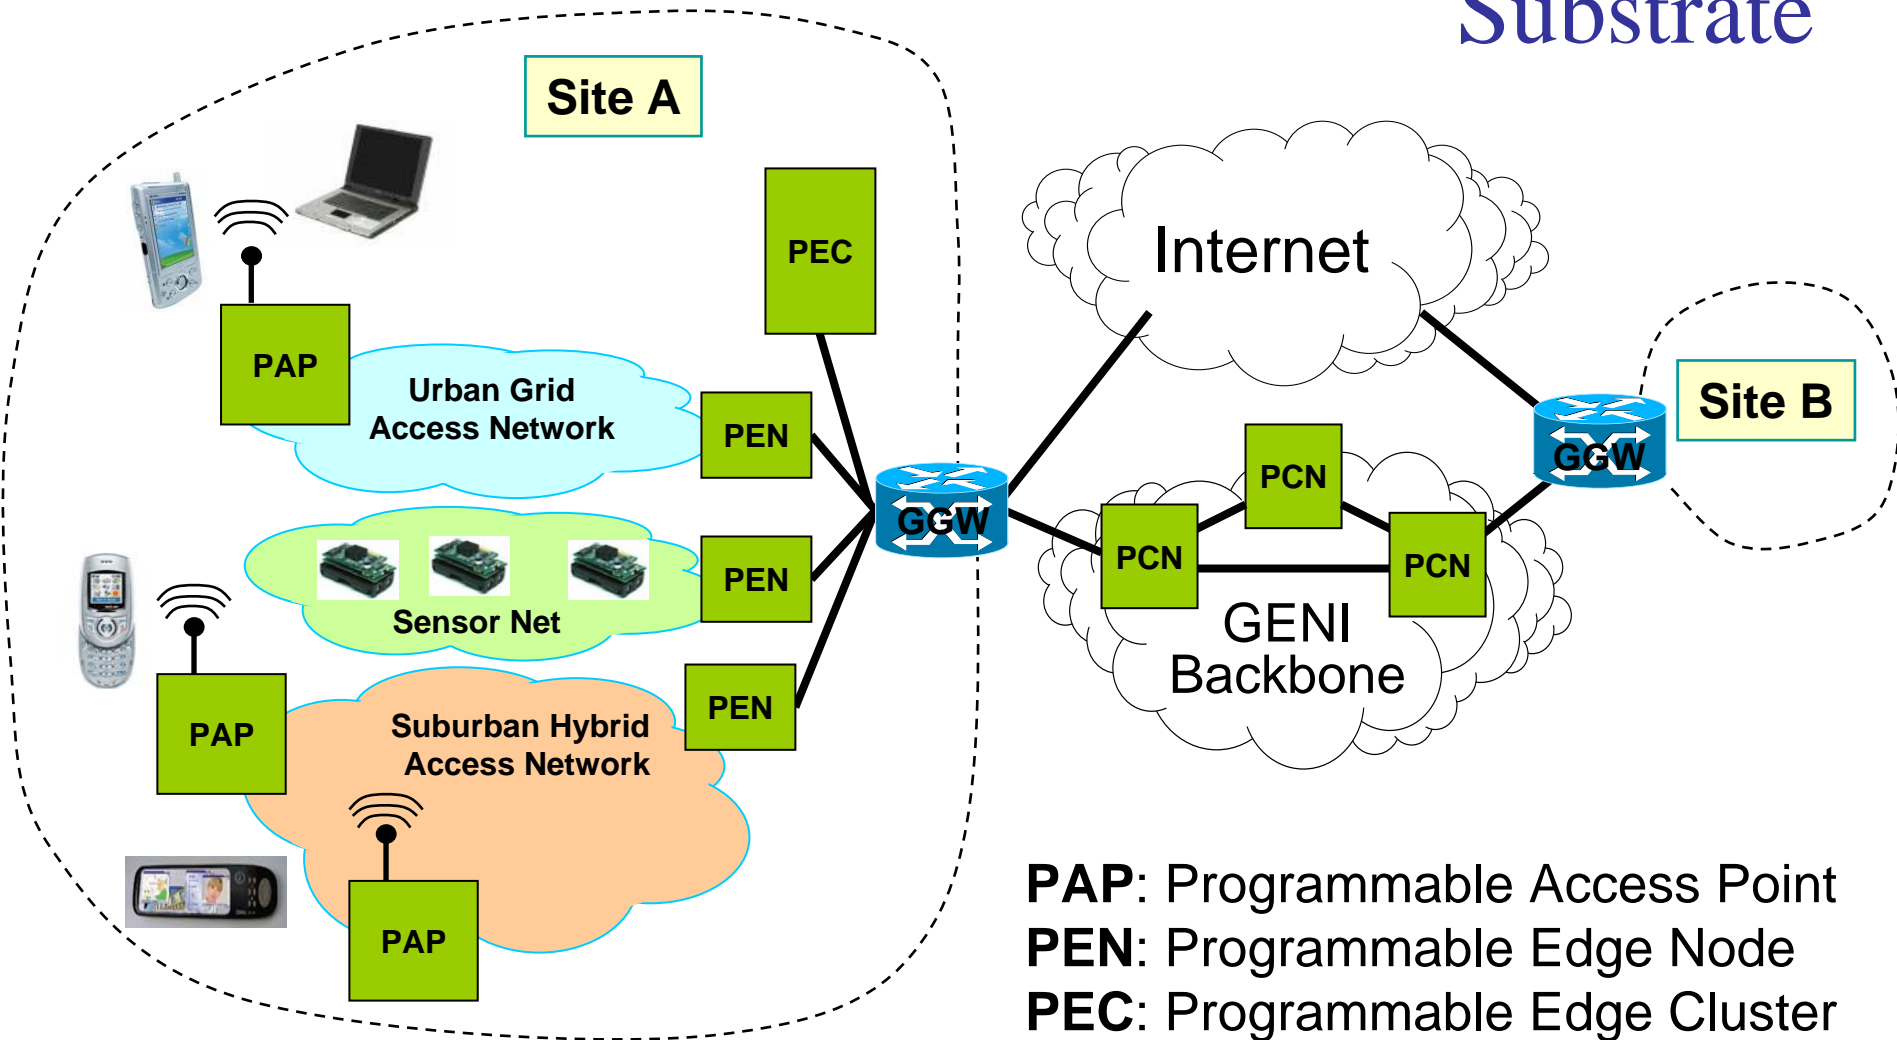 Substrate
Site A
PEC
Internet
PAP
Urban Grid
Access Network
PEN
Site B
GGW
PCN
GGW
PCN
PCN
PEN
Sensor Net
GENI
Backbone
PEN
PAP
Suburban Hybrid
Access Network
PAP
PAP: Programmable Access Point
PEN: Programmable Edge Node
PEC: Programmable Edge Cluster